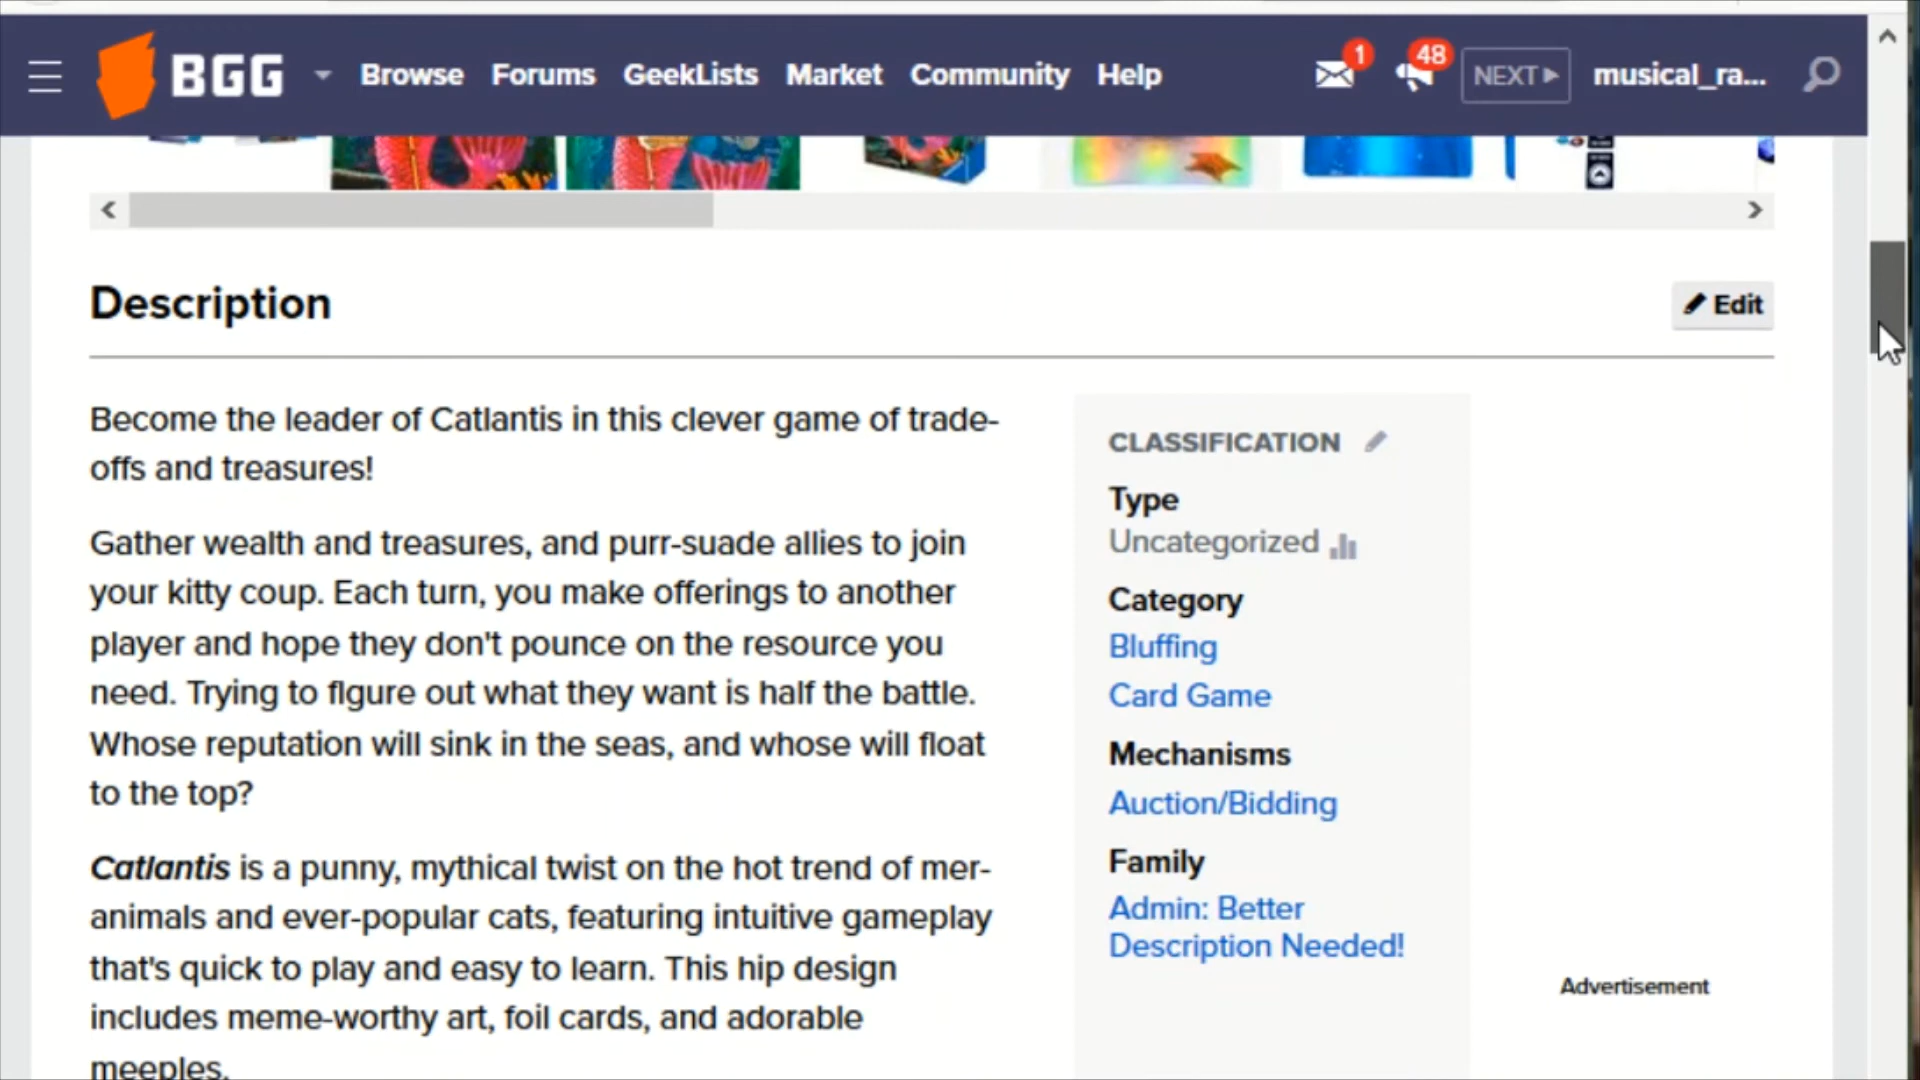 BGG Browse Forums GeekLists Market Community Help 1 48 NEXT musical_ra...
Description
Edit
Become the leader of Catlantis in this clever game of trade-
offs and treasures!
Gather wealth and treasures, and purr-suade allies to join
your kitty coup. Each turn, you make offerings to another
player and hope they don't pounce on the resource you
need. Trying to figure out what they want is half the battle.
Whose reputation will sink in the seas, and whose will float
to the top?
Catlantis is a punny, mythical twist on the hot trend of mer-
animals and ever-popular cats, featuring intuitive gameplay
that's quick to play and easy to learn. This hip design
includes meme-worthy art, foil cards, and adorable
meeples.
CLASSIFICATION
Type
Uncategorized
Category
Bluffing
Card Game
Mechanisms
Auction/Bidding
Family
Admin: Better
Description Needed!
Advertisement